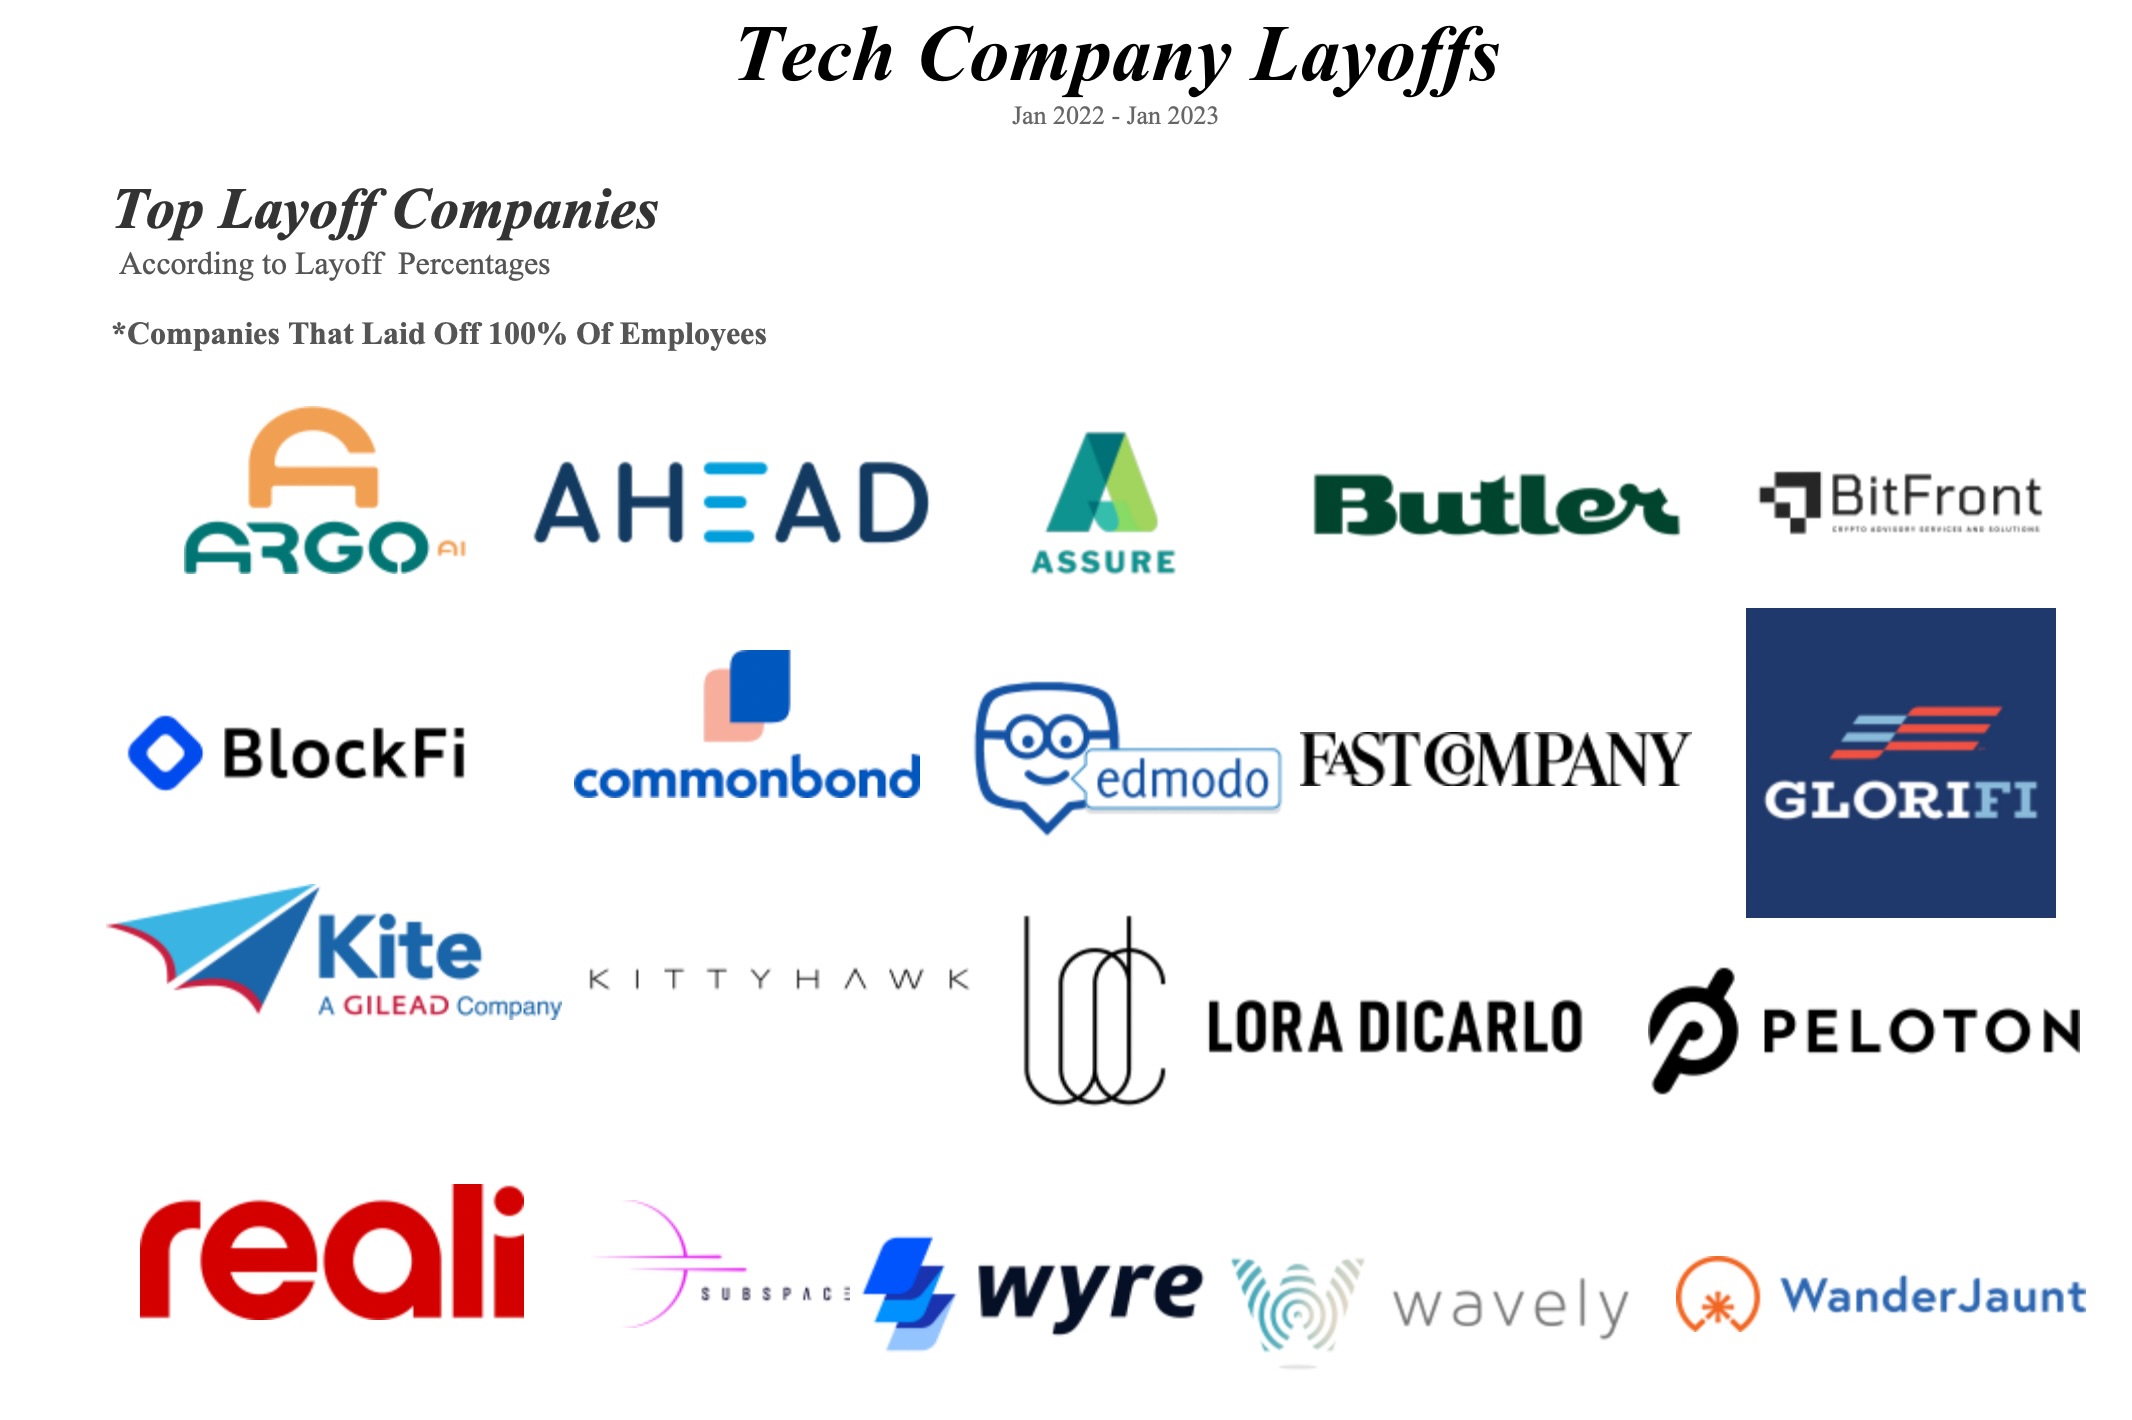 Tech Company Layoffs
Jan 2022 - Jan 2023
Top Layoff Companies
According to Layoff Percentages
*Companies That Laid Off 100% Of Employees
ARGO AI
AHEAD
ASSURE
Butler
BitFront
CRYPTO ADVISORY SERVICES AND SOLUTIONS
BlockFi
commonbond
edmodo
FAST COMPANY
GLORIFI
Kite
A GILEAD Company
KITTYHAWK
LORA DICARLO
PELOTON
reali
SUBSPACE
wyre
wavely
WanderJaunt